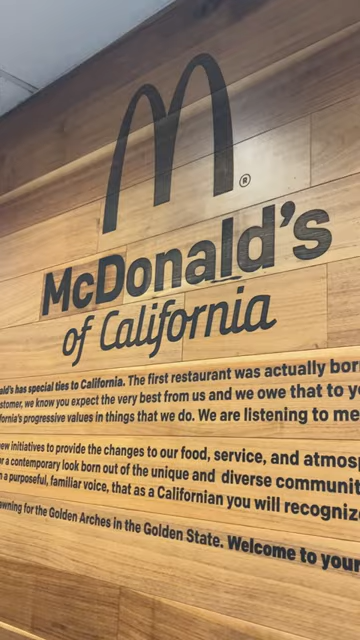 ®
McDonald's
of California
ald's has special ties to California. The first restaurant was actually bor
stomer, we know you expect the very best from us and we owe that to y
fornia's progressive values in things that we do. We are listening to me
new initiatives to provide the changes to our food, service, and atmos
or a contemporary look born out of the unique and diverse communit
n a purposeful, familiar voice, that as a Californian you will recogniz
awning for the Golden Arches in the Golden State. Welcome to your